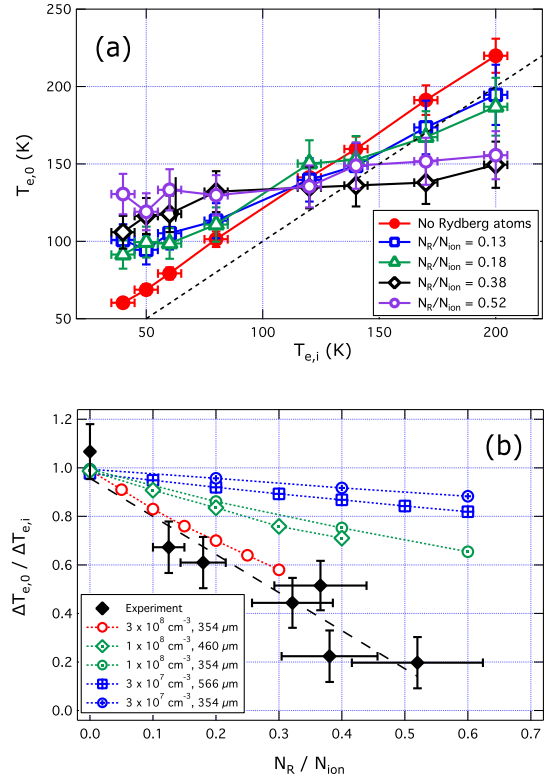 250
200
150
100
50
T_e,0 (K)
(a)
No Rydberg atoms
N_R/N_ion = 0.13
N_R/N_ion = 0.18
N_R/N_ion = 0.38
N_R/N_ion = 0.52
50 100 150 200
T_e,i (K)
1.2
1.0
0.8
0.6
0.4
0.2
0.0
ΔT_e,0 / ΔT_e,i
(b)
Experiment
3 x 10^8 cm^-3, 354 μm
1 x 10^8 cm^-3, 460 μm
1 x 10^8 cm^-3, 354 μm
3 x 10^7 cm^-3, 566 μm
3 x 10^7 cm^-3, 354 μm
0.0 0.1 0.2 0.3 0.4 0.5 0.6 0.7
N_R / N_ion